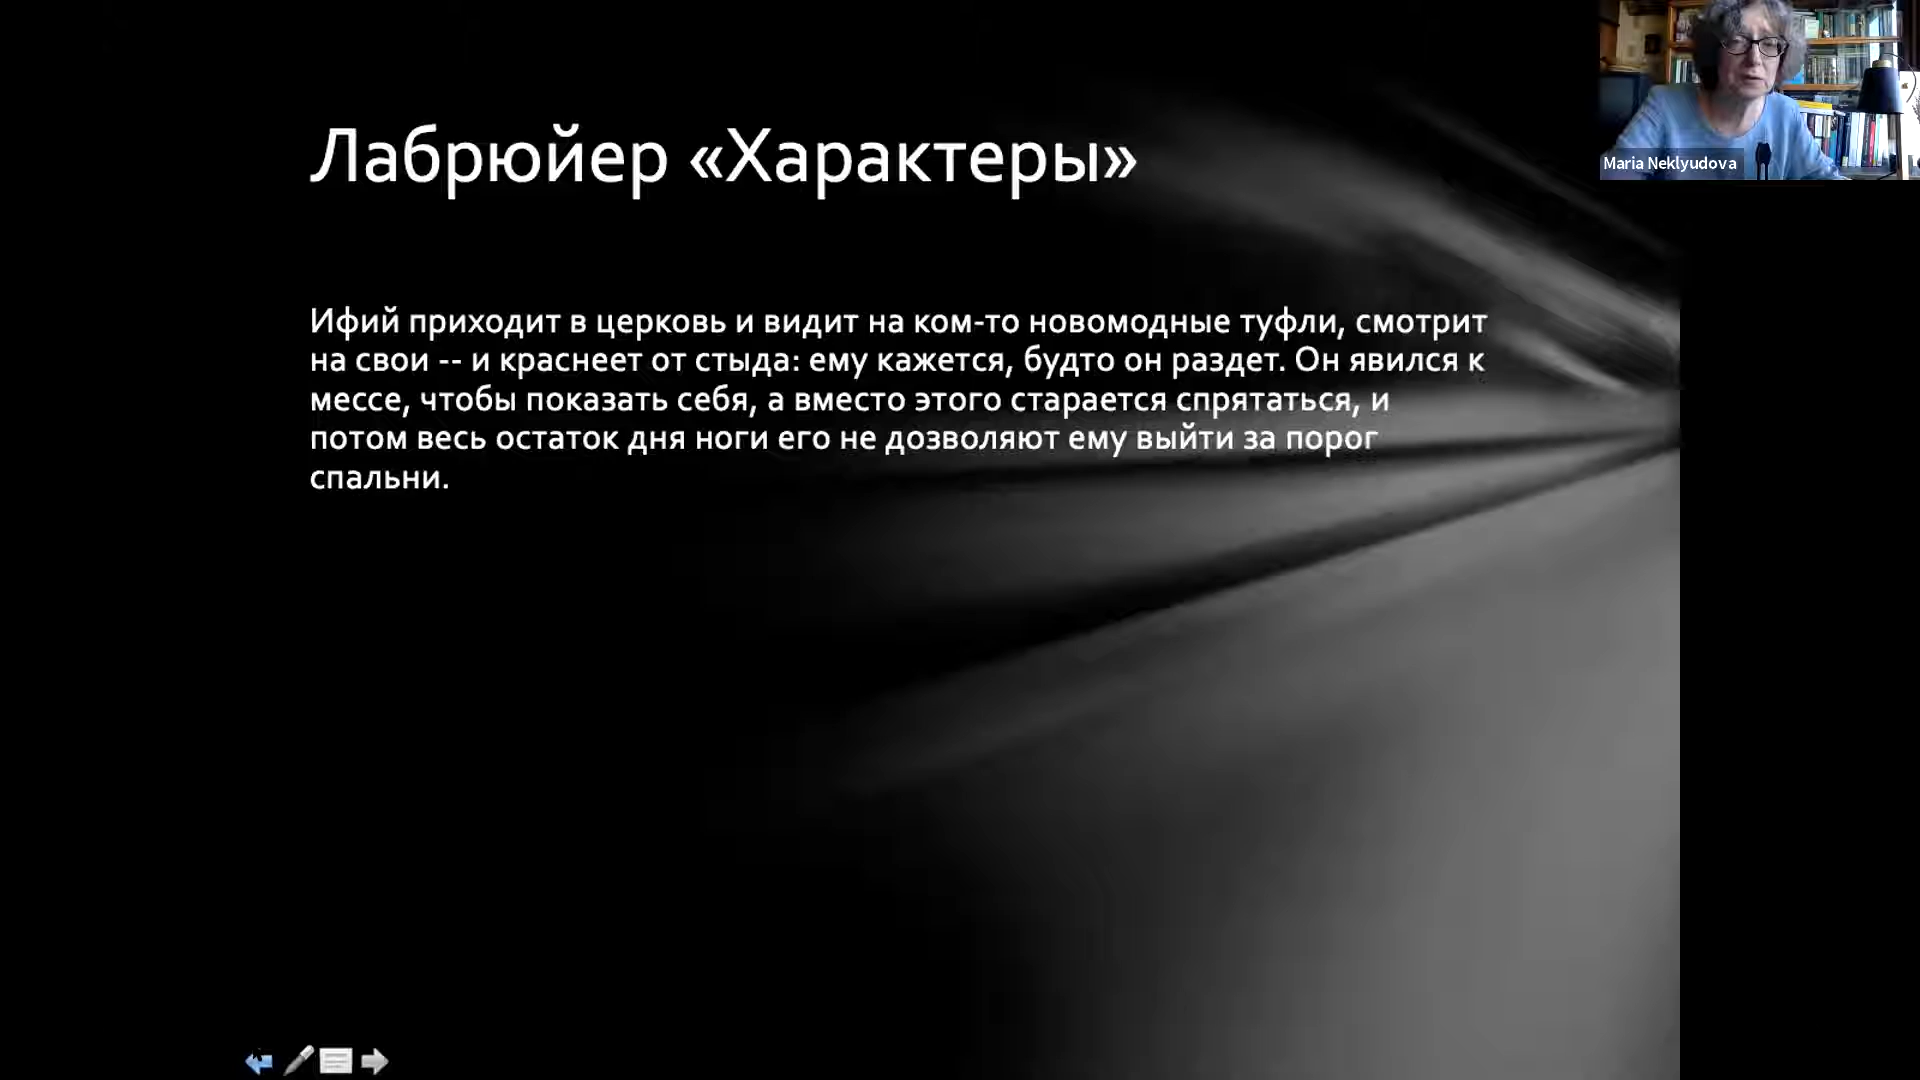 Лабрюйер «Характеры»
Ифий приходит в церковь и видит на ком-то новомодные туфли, смотрит
на свои -- и краснеет от стыда: ему кажется, будто он раздет. Он явился к
мессе, чтобы показать себя, а вместо этого старается спрятаться, и
потом весь остаток дня ноги его не дозволяют ему выйти за порог
спальни.
Maria Neklyudova